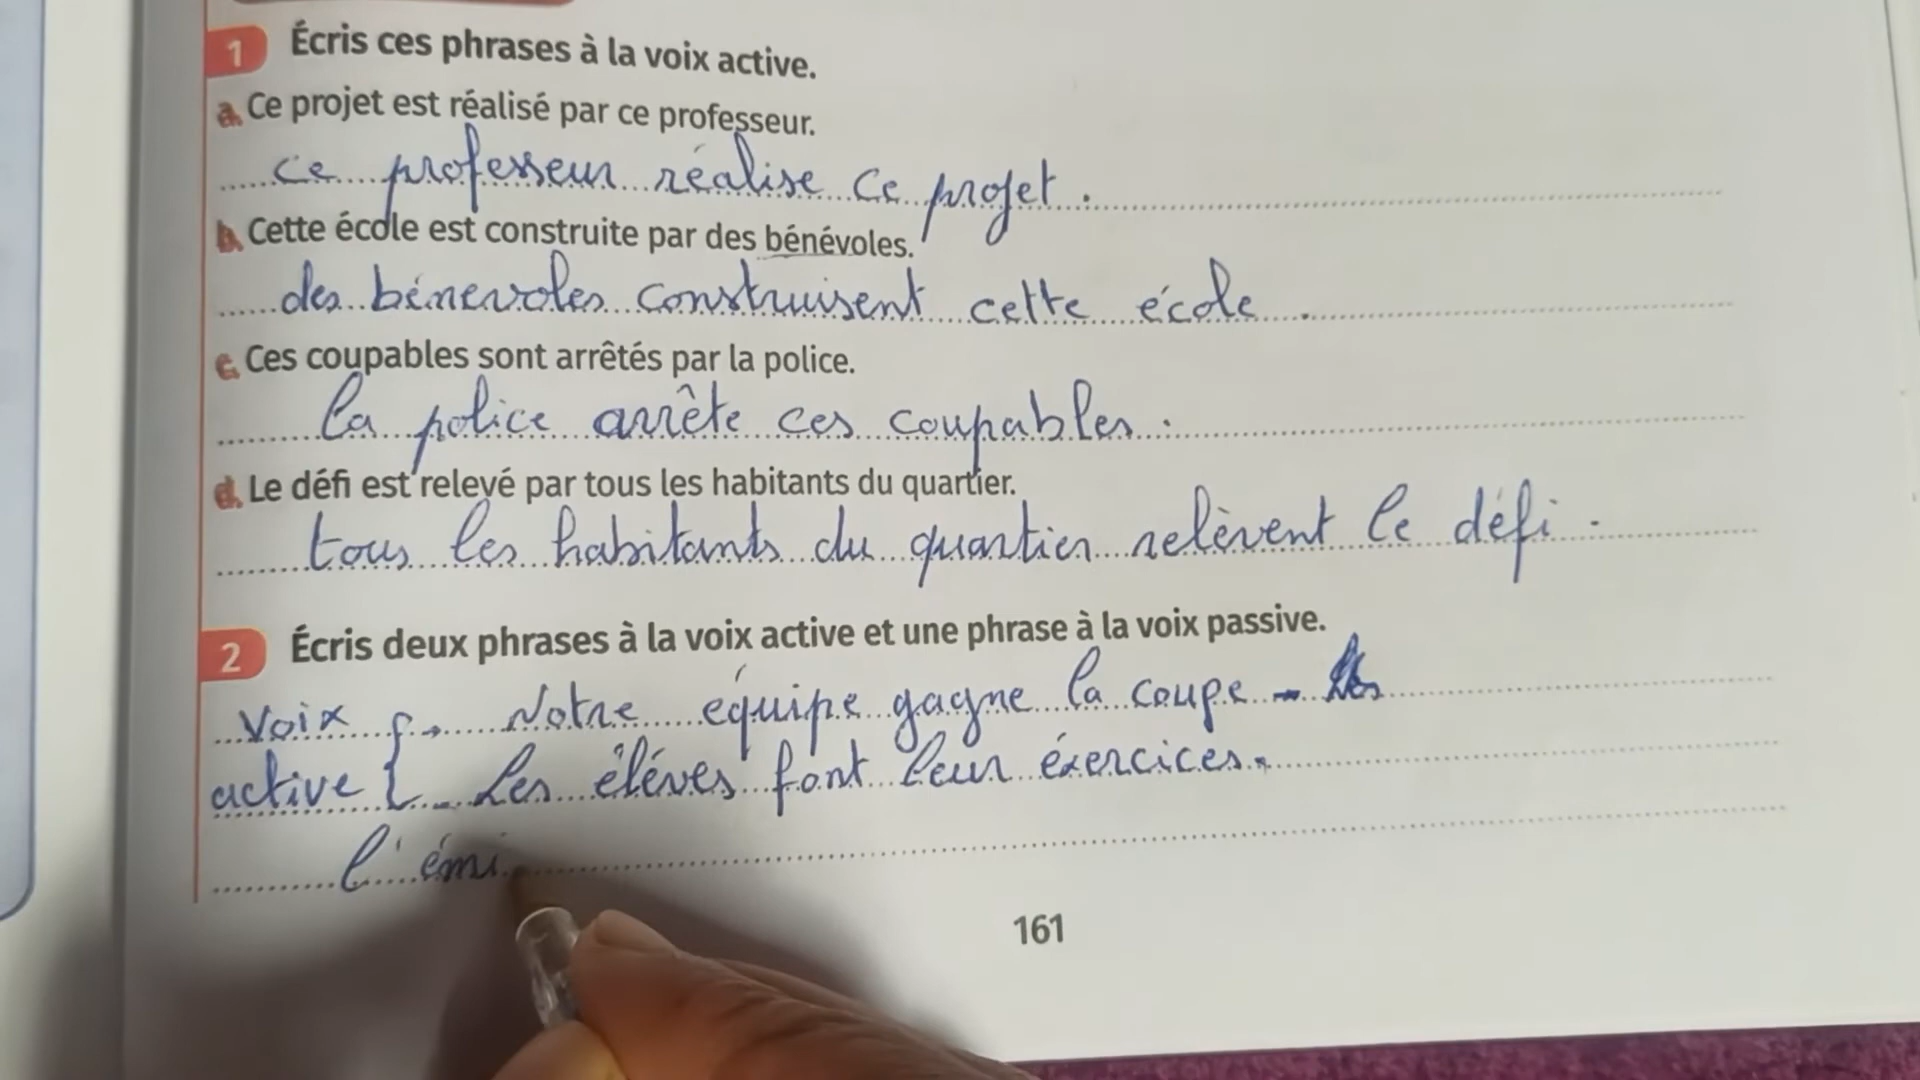 1 Écris ces phrases à la voix active.
a. Ce projet est réalisé par ce professeur.
ce professeur réalise ce projet.
b. Cette école est construite par des bénévoles.
des bénevoles construisent cette école.
c. Ces coupables sont arrêtés par la police.
la police arrête ces coupables.
d. Le défi est relevé par tous les habitants du quartier.
tous les habitants du quartier relèvent le défi.
2 Écris deux phrases à la voix active et une phrase à la voix passive.
Voix - Notre équipe gagne la coupe -
active { - Les éléves font leur éxercices.
l'émi
161